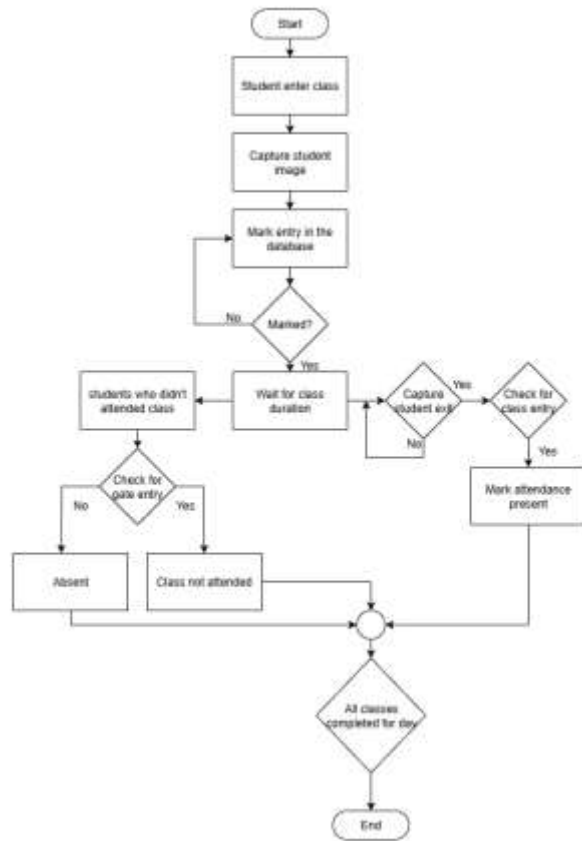 Start
Student enter class
Capture student
image
Mark entry in the
database
No
Marked?
Yes
students who didn't
attended class
Wait for class
duration
Capture
student exit
Yes
Check for
class entry
No
Yes
Check for
gate entry
No
Yes
Mark attendance
present
Absent
Class not attended
All classes
completed for day
End